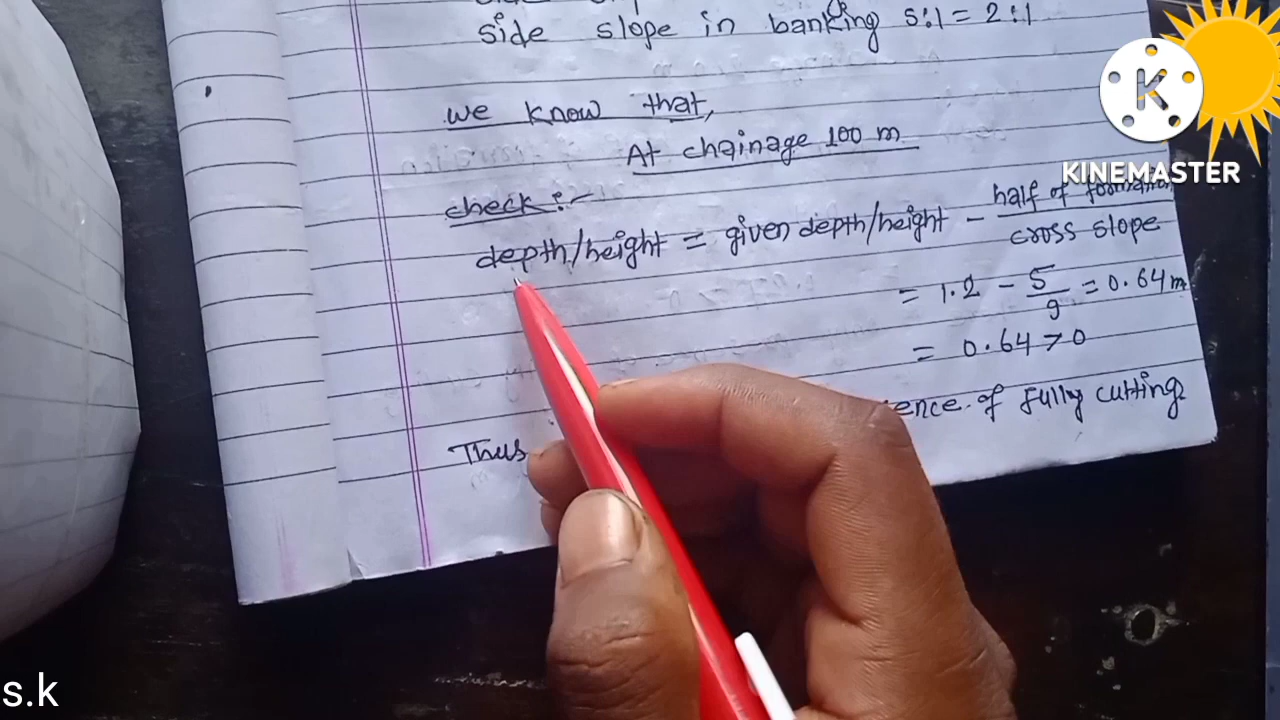 side slope in banking s:1 = 2:1
we know that,
At chainage 100 m
check :-
depth/height = given depth/height - half of formation / cross slope
= 1.2 - 5/9 = 0.64 m
= 0.64 > 0
Thus of fully cutting.
K
KINEMASTER
s.k